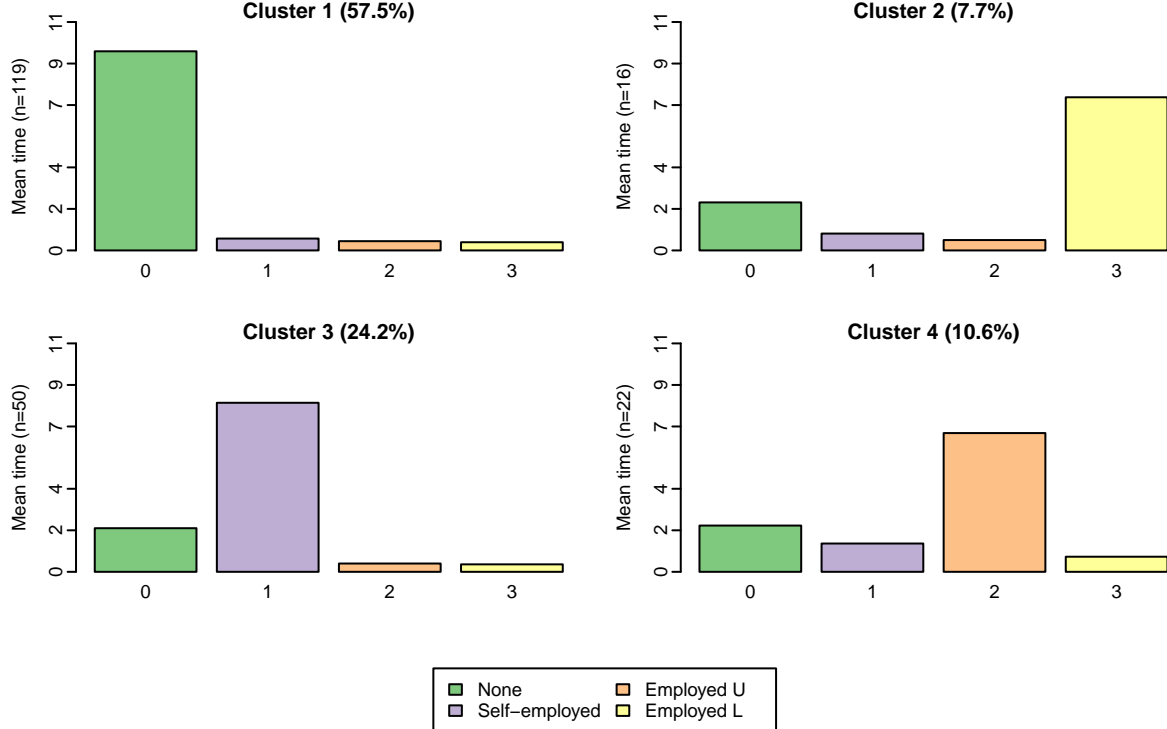 Cluster 1 (57.5%)
Mean time (n=119)
0 2 4 7 9 11
0 1 2 3
Cluster 2 (7.7%)
Mean time (n=16)
0 2 4 7 9 11
0 1 2 3
Cluster 3 (24.2%)
Mean time (n=50)
0 2 4 7 9 11
0 1 2 3
Cluster 4 (10.6%)
Mean time (n=22)
0 2 4 7 9 11
0 1 2 3
None
Self−employed
Employed U
Employed L